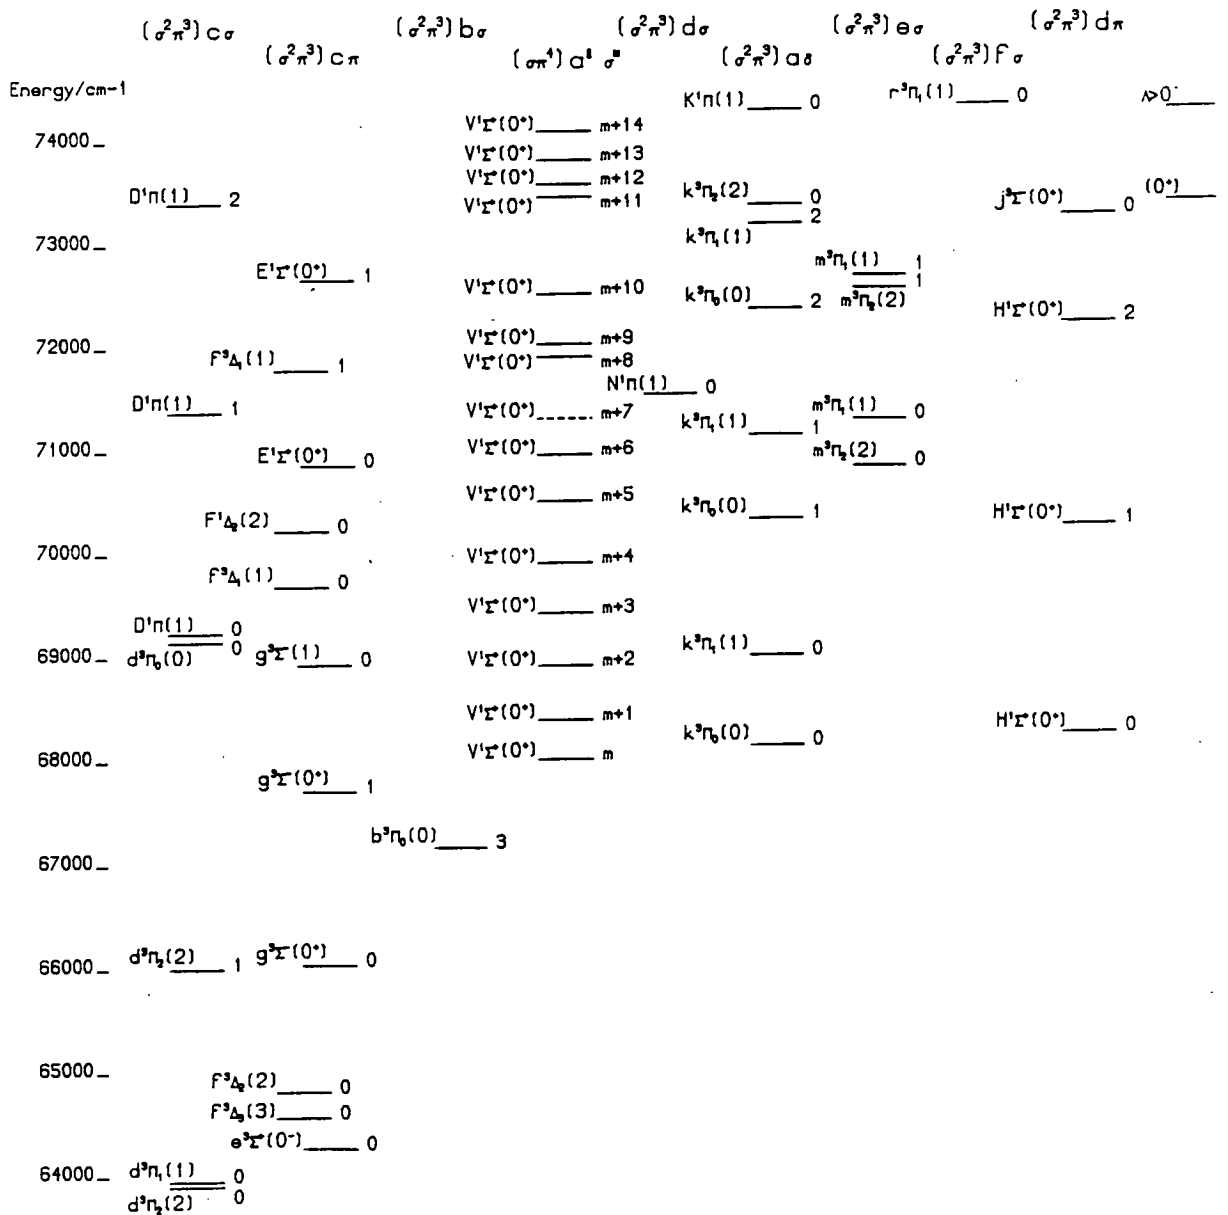 (σ²π³)cσ (σ²π³)bσ (σ²π³)dσ (σ²π³)eσ (σ²π³)dπ
(σ²π³)cπ (σπ⁴)a¹ σ* (σ²π³)aδ (σ²π³)fσ
Energy/cm-1
K¹Π(1) 0 r³Π₁(1) 0 Λ>0
V¹Σ⁺(0⁺) m+14
74000
V¹Σ⁺(0⁺) m+13
V¹Σ⁺(0⁺) m+12
D¹Π(1) 2 V¹Σ⁺(0⁺) m+11 k³Π₂(2) 0 j³Σ⁻(0⁺) 0 (0⁺)
k³Π₁(1) 2
73000
m³Π₁(1) 1
E¹Σ⁺(0⁺) 1
V¹Σ⁺(0⁺) m+10 k³Π₀(0) 2 m³Π₂(2) 1
H¹Σ⁺(0⁺) 2
72000
V¹Σ⁺(0⁺) m+9
F³Δ₁(1) 1 V¹Σ⁺(0⁺) m+8
N¹Π(1) 0
D¹Π(1) 1 V¹Σ⁺(0⁺) m+7 k³Π₁(1) 1 m³Π₁(1) 0
71000
V¹Σ⁺(0⁺) m+6 m³Π₂(2) 0
E¹Σ⁺(0⁺) 0
V¹Σ⁺(0⁺) m+5 k³Π₀(0) 1 H¹Σ⁺(0⁺) 1
F¹Δ₂(2) 0
70000
V¹Σ⁺(0⁺) m+4
F³Δ₁(1) 0
V¹Σ⁺(0⁺) m+3
D¹Π(1) 0
d³Π₀(0) 0 g³Σ⁻(1) 0 V¹Σ⁺(0⁺) m+2 k³Π₁(1) 0
69000
V¹Σ⁺(0⁺) m+1 k³Π₀(0) 0 H¹Σ⁺(0⁺) 0
V¹Σ⁺(0⁺) m
68000
g³Σ⁻(0⁺) 1
b³Π₀(0) 3
67000
d³Π₂(2) 1 g³Σ⁻(0⁺) 0
66000
65000
F³Δ₂(2) 0
F³Δ₃(3) 0
e³Σ⁺(0⁻) 0
64000
d³Π₁(1) 0
d³Π₂(2) 0